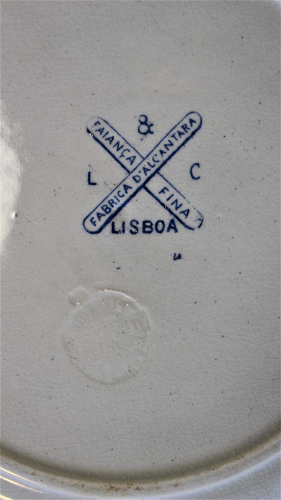 &
FAIANÇA FINA
FABRICA D'ALCANTARA
L C
LISBOA